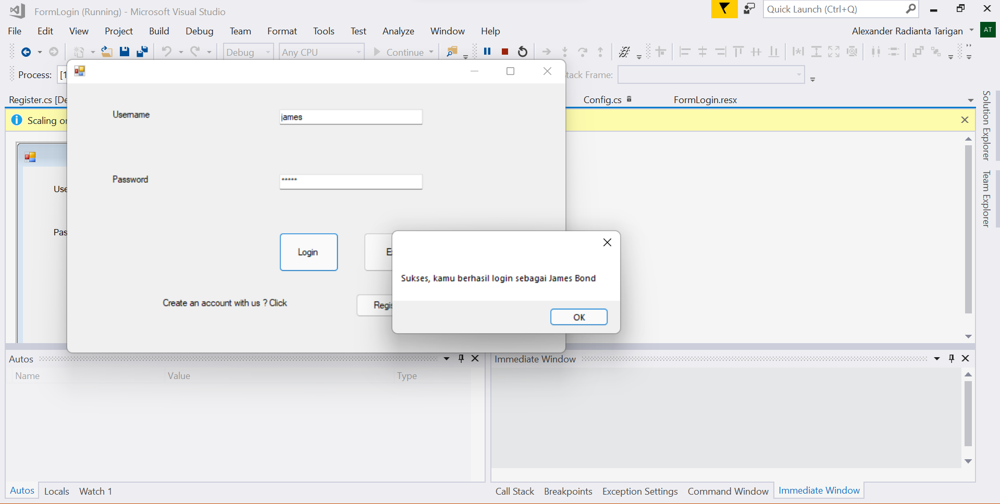 FormLogin (Running) - Microsoft Visual Studio
Quick Launch (Ctrl+Q)
File Edit View Project Build Debug Team Format Tools Test Analyze Window Help
Alexander Radianta Tarigan AT
Debug Any CPU Continue
Process: [1
tack Frame:
Register.cs [De
Config.cs FormLogin.resx
Scaling on
Username
james
Password
*****
Use
Pas
Login
Ex
Sukses, kamu berhasil login sebagai James Bond
OK
Create an account with us ? Click
Regis
Solution Explorer
Team Explorer
Autos
Name Value Type
Immediate Window
Autos Locals Watch 1
Call Stack Breakpoints Exception Settings Command Window Immediate Window